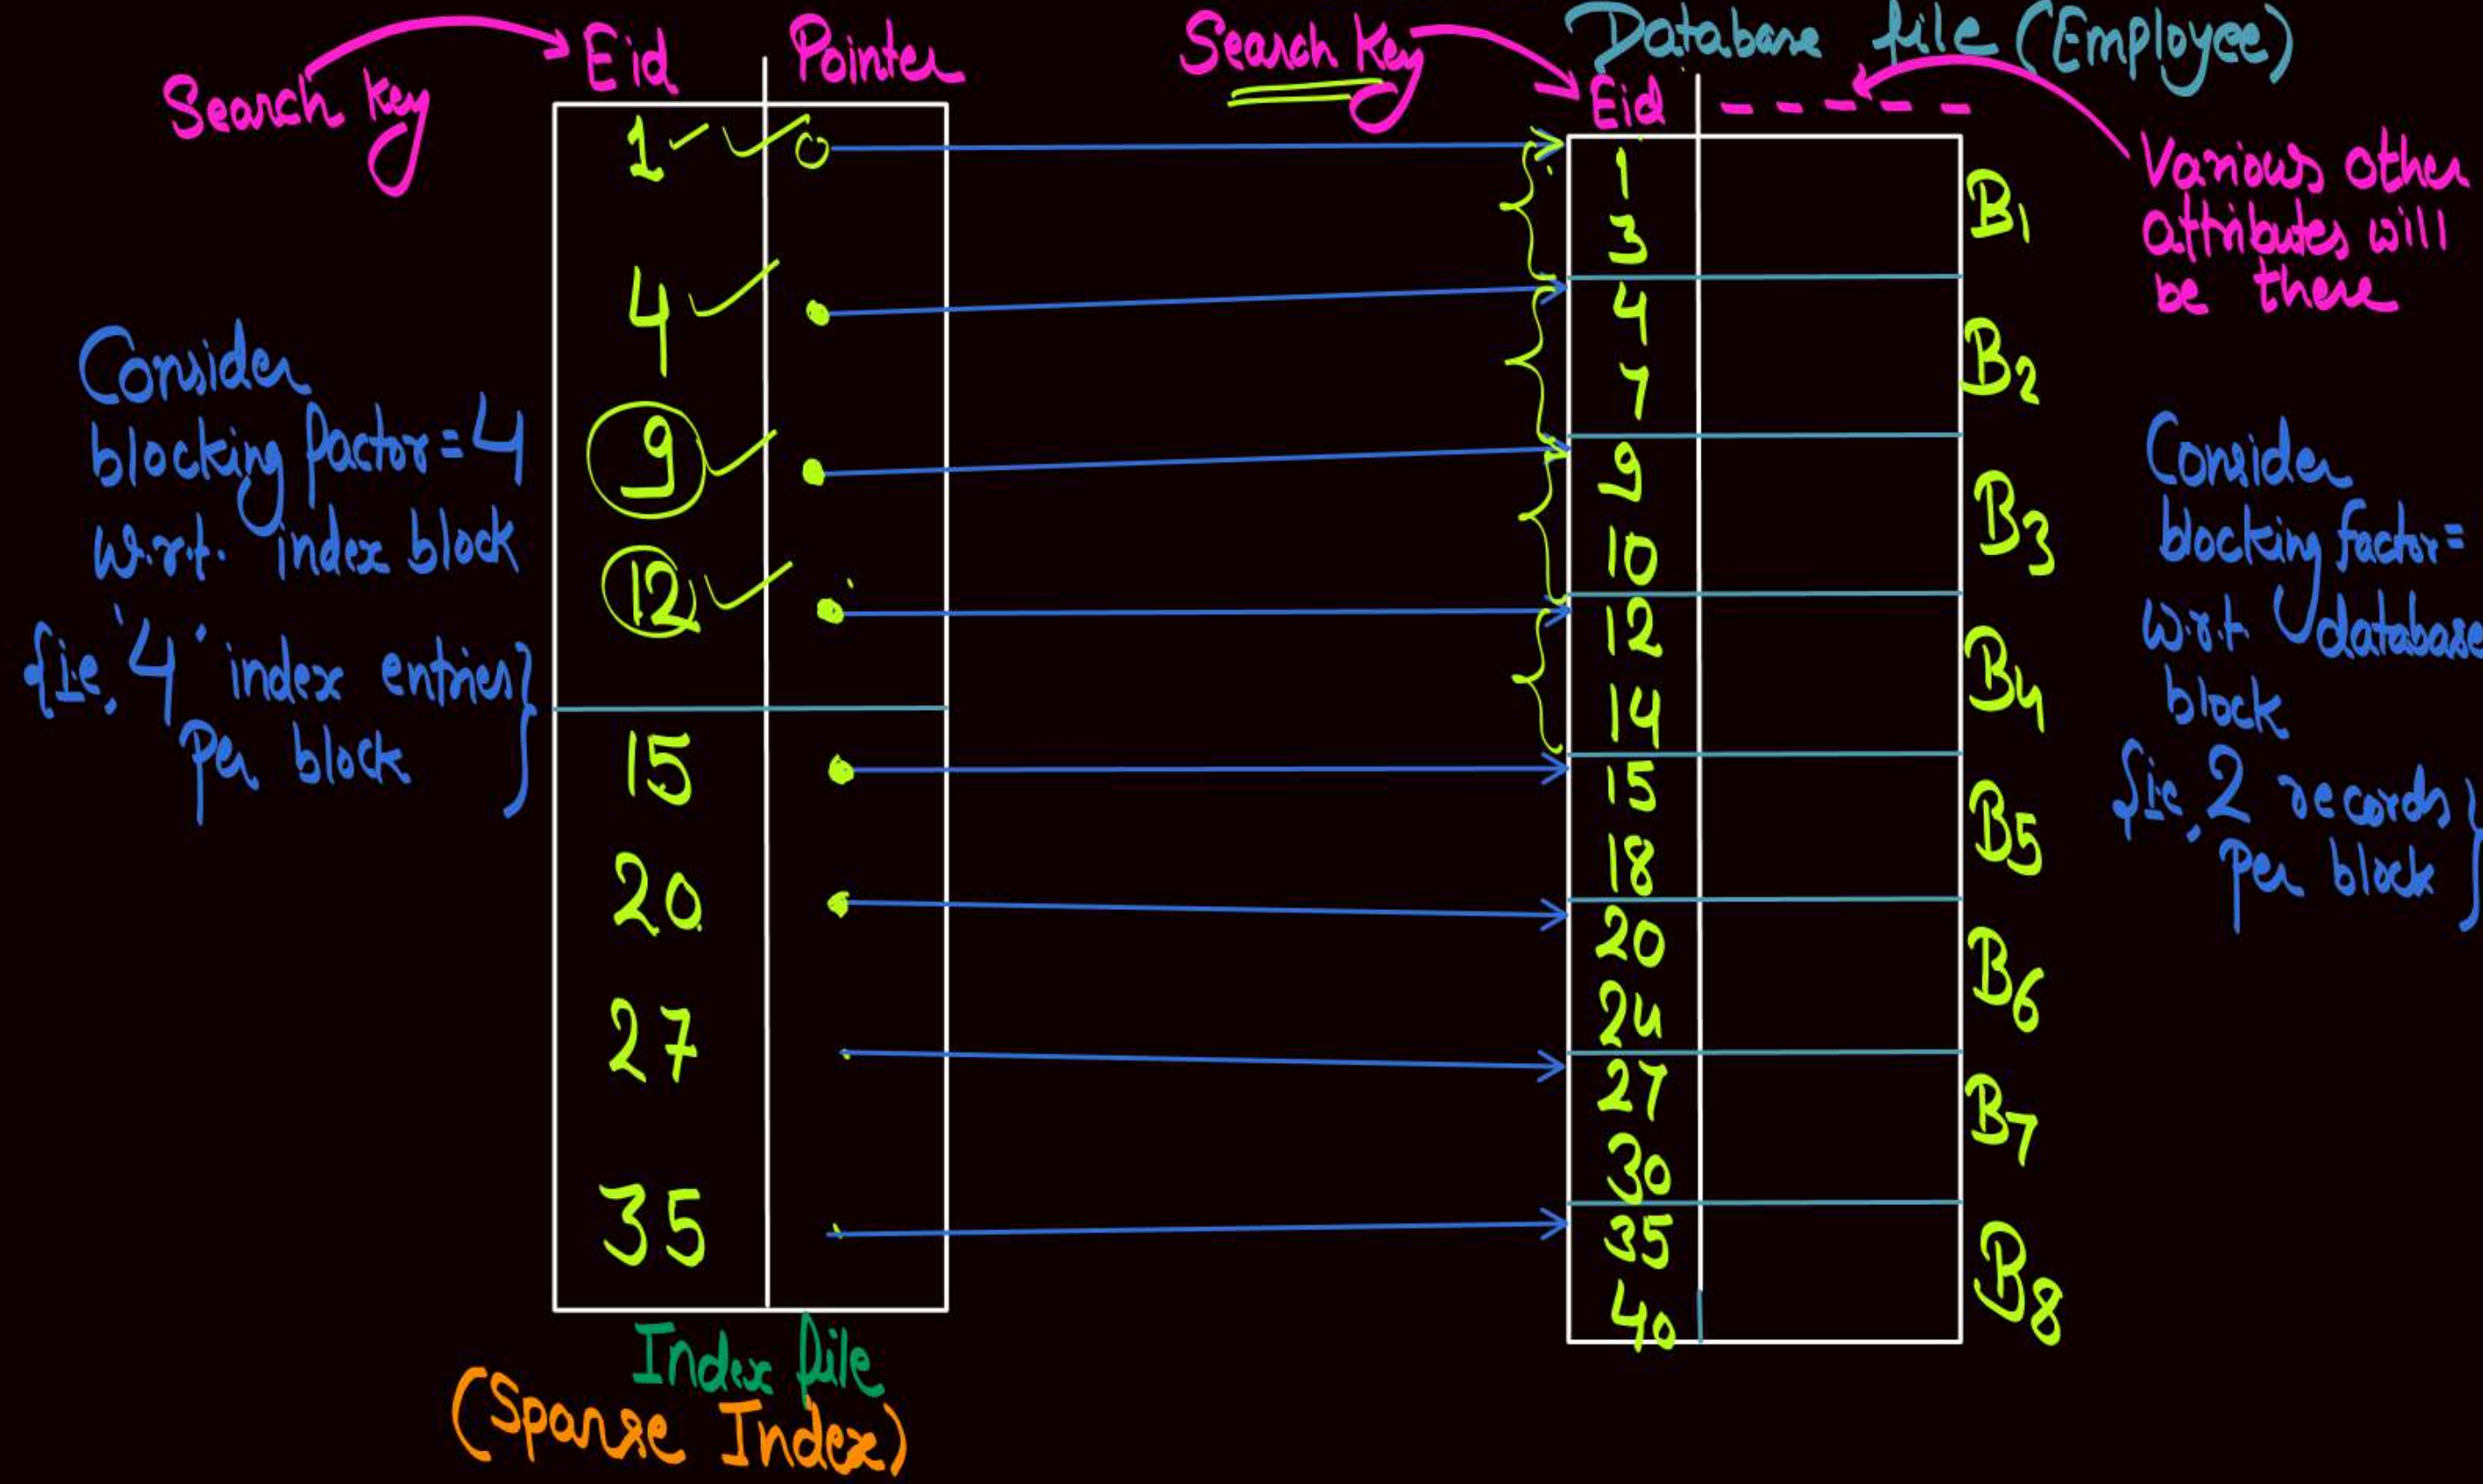 Search key
Eid
Pointer
1
4
9
12
15
20
27
35
Consider
blocking factor = 4
w.r.t. index block
{i.e. '4' index entries}
per block
Index file
(Sparse Index)
Search Key
Database file (Employee)
Eid
1
3
4
7
9
10
12
14
15
18
20
24
27
30
35
40
B1
B2
B3
B4
B5
B6
B7
B8
Various other
attributes will
be there
Consider
blocking factor =
w.r.t. database
block
{i.e. 2 records}
per block